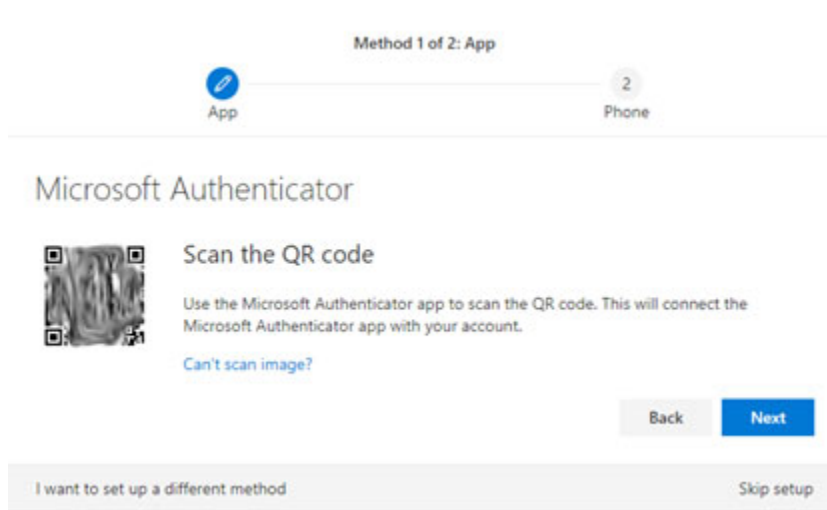 Method 1 of 2: App
2
App
Phone
Microsoft Authenticator
Scan the QR code
Use the Microsoft Authenticator app to scan the QR code. This will connect the
Microsoft Authenticator app with your account.
Can't scan image?
Back
Next
I want to set up a different method
Skip setup